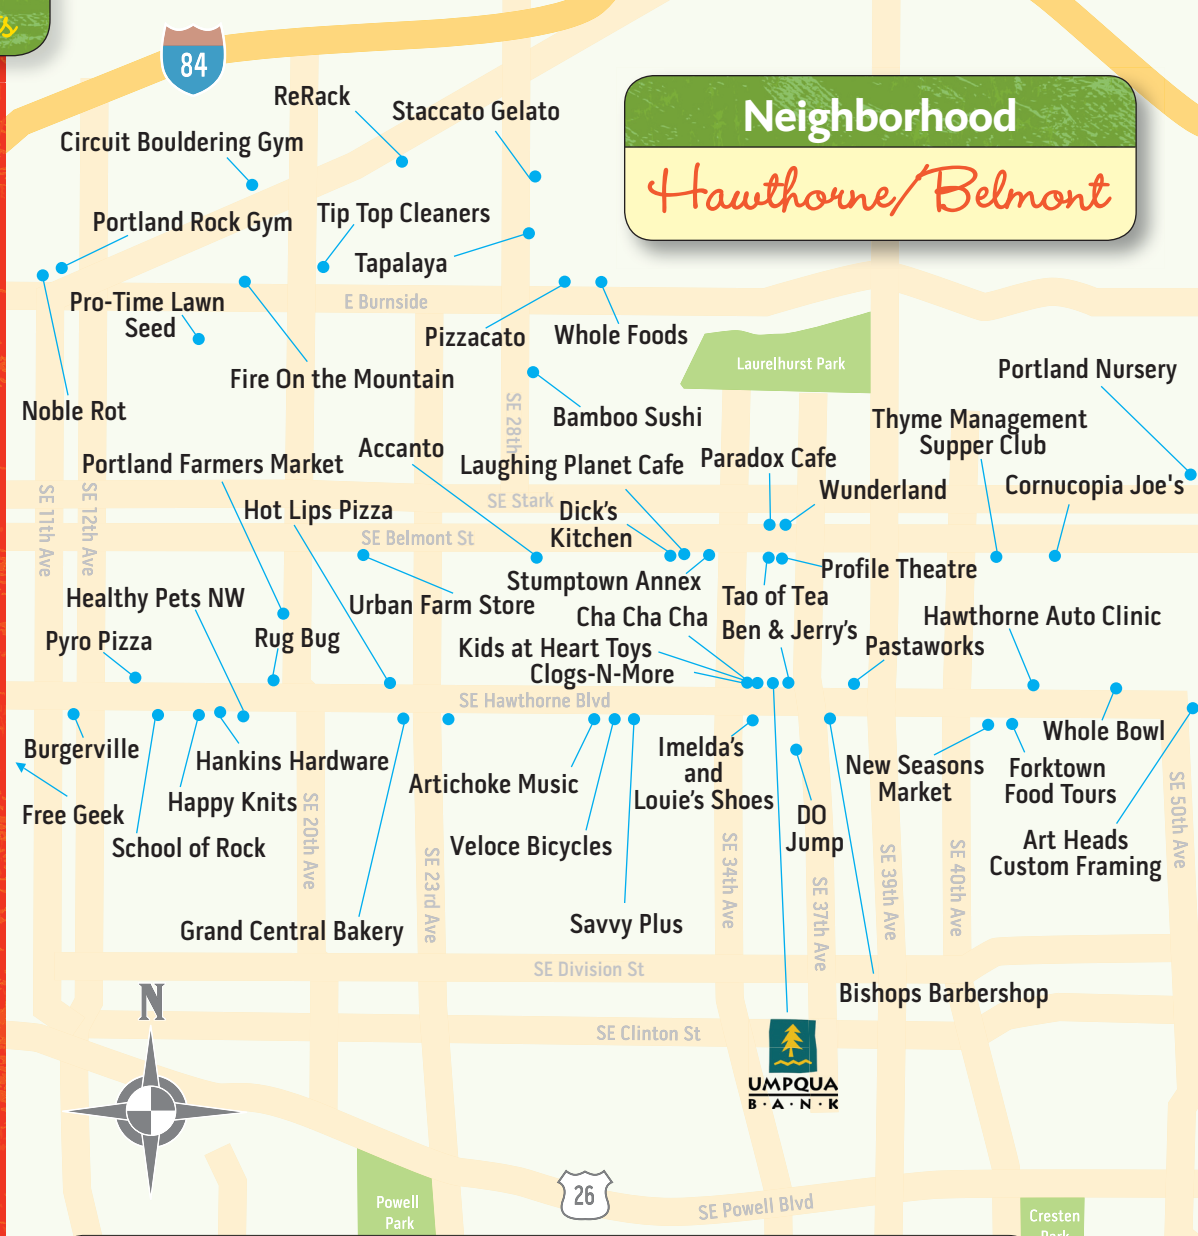 84
ReRack
Staccato Gelato
Neighborhood
Hawthorne/Belmont
Circuit Bouldering Gym
Portland Rock Gym
Tip Top Cleaners
Tapalaya
Pro-Time Lawn
Seed
E Burnside
Pizzacato
Whole Foods
Laurelhurst Park
Fire On the Mountain
Portland Nursery
Noble Rot
Bamboo Sushi
SE 28th
Thyme Management
Supper Club
Accanto
Portland Farmers Market
Laughing Planet Cafe
Paradox Cafe
Wunderland
Cornucopia Joe's
SE 11th Ave
SE 12th Ave
SE Stark
Hot Lips Pizza
Dick's
Kitchen
SE Belmont St
Stumptown Annex
Profile Theatre
Healthy Pets NW
Urban Farm Store
Tao of Tea
Cha Cha Cha
Hawthorne Auto Clinic
Ben & Jerry's
Pyro Pizza
Rug Bug
Kids at Heart Toys
Pastaworks
Clogs-N-More
SE Hawthorne Blvd
Burgerville
Hankins Hardware
Imelda's
and
Louie's Shoes
Whole Bowl
New Seasons
Market
Forktown
Food Tours
Artichoke Music
Free Geek
Happy Knits
DO
Jump
School of Rock
Veloce Bicycles
Art Heads
Custom Framing
SE 20th Ave
SE 23rd Ave
SE 34th Ave
SE 37th Ave
SE 39th Ave
SE 40th Ave
SE 50th Ave
Grand Central Bakery
Savvy Plus
SE Division St
Bishops Barbershop
N
SE Clinton St
UMPQUA
B·A·N·K
26
Powell
Park
SE Powell Blvd
Cresten